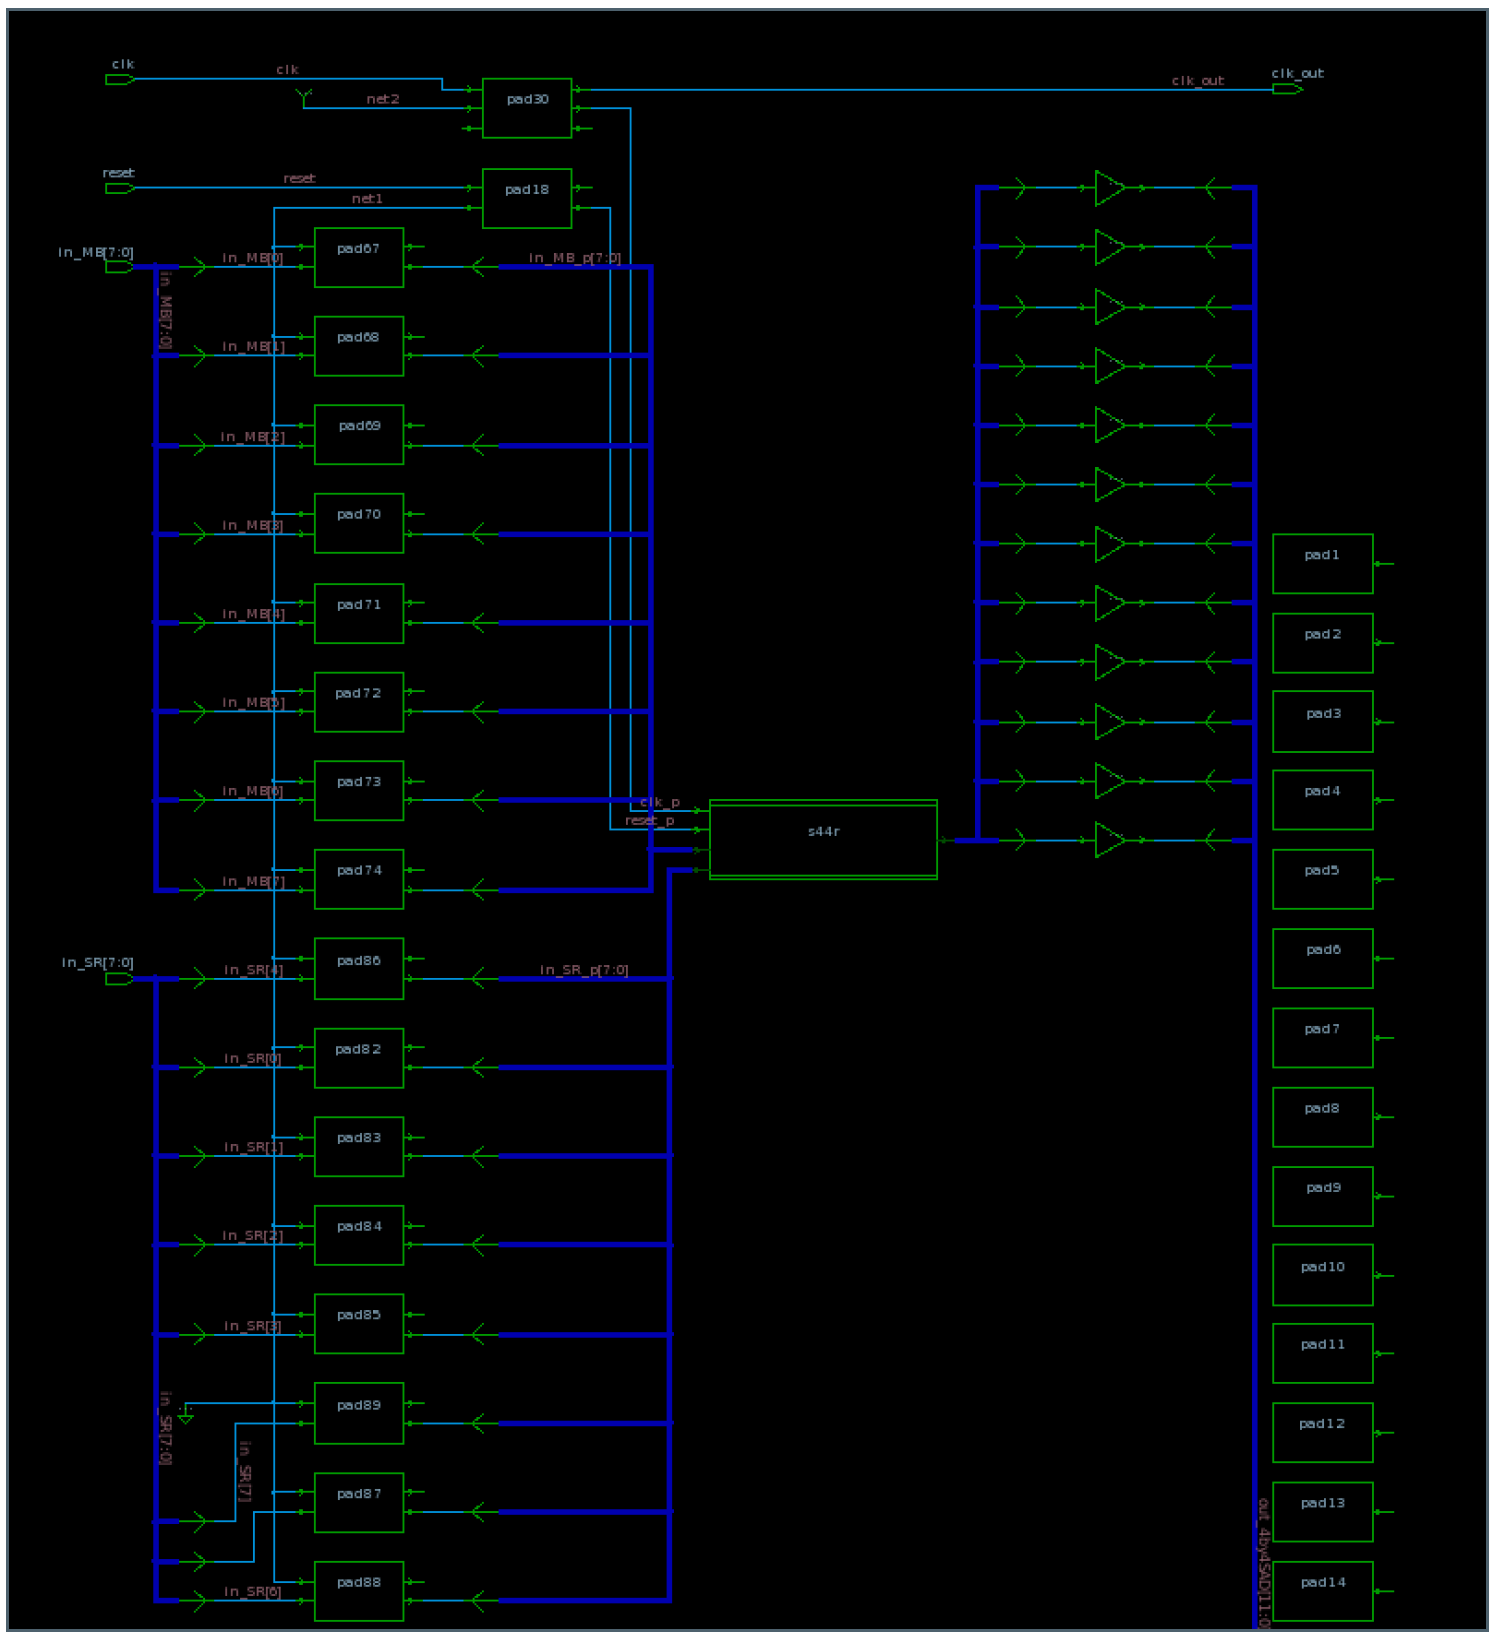 clk
clk
net2
pad30
clk_out
clk_out
reset
reset
net1
pad18
in_MB[7:0]
in_MB[7:0]
in_MB[0]
pad67
in_MB_p[7:0]
in_MB[1]
pad68
in_MB[2]
pad69
in_MB[3]
pad70
in_MB[4]
pad71
in_MB[5]
pad72
in_MB[6]
pad73
in_MB[7]
pad74
clk_p
reset_p
s44r
in_SR[7:0]
in_SR[4]
pad86
in_SR_p[7:0]
in_SR[0]
pad82
in_SR[1]
pad83
in_SR[2]
pad84
in_SR[3]
pad85
in_SR[7:0]
pad89
in_SR[7]
pad87
in_SR[6]
pad88
pad1
pad2
pad3
pad4
pad5
pad6
pad7
pad8
pad9
pad10
pad11
pad12
pad13
pad14
out_4by4SAD[11:0]